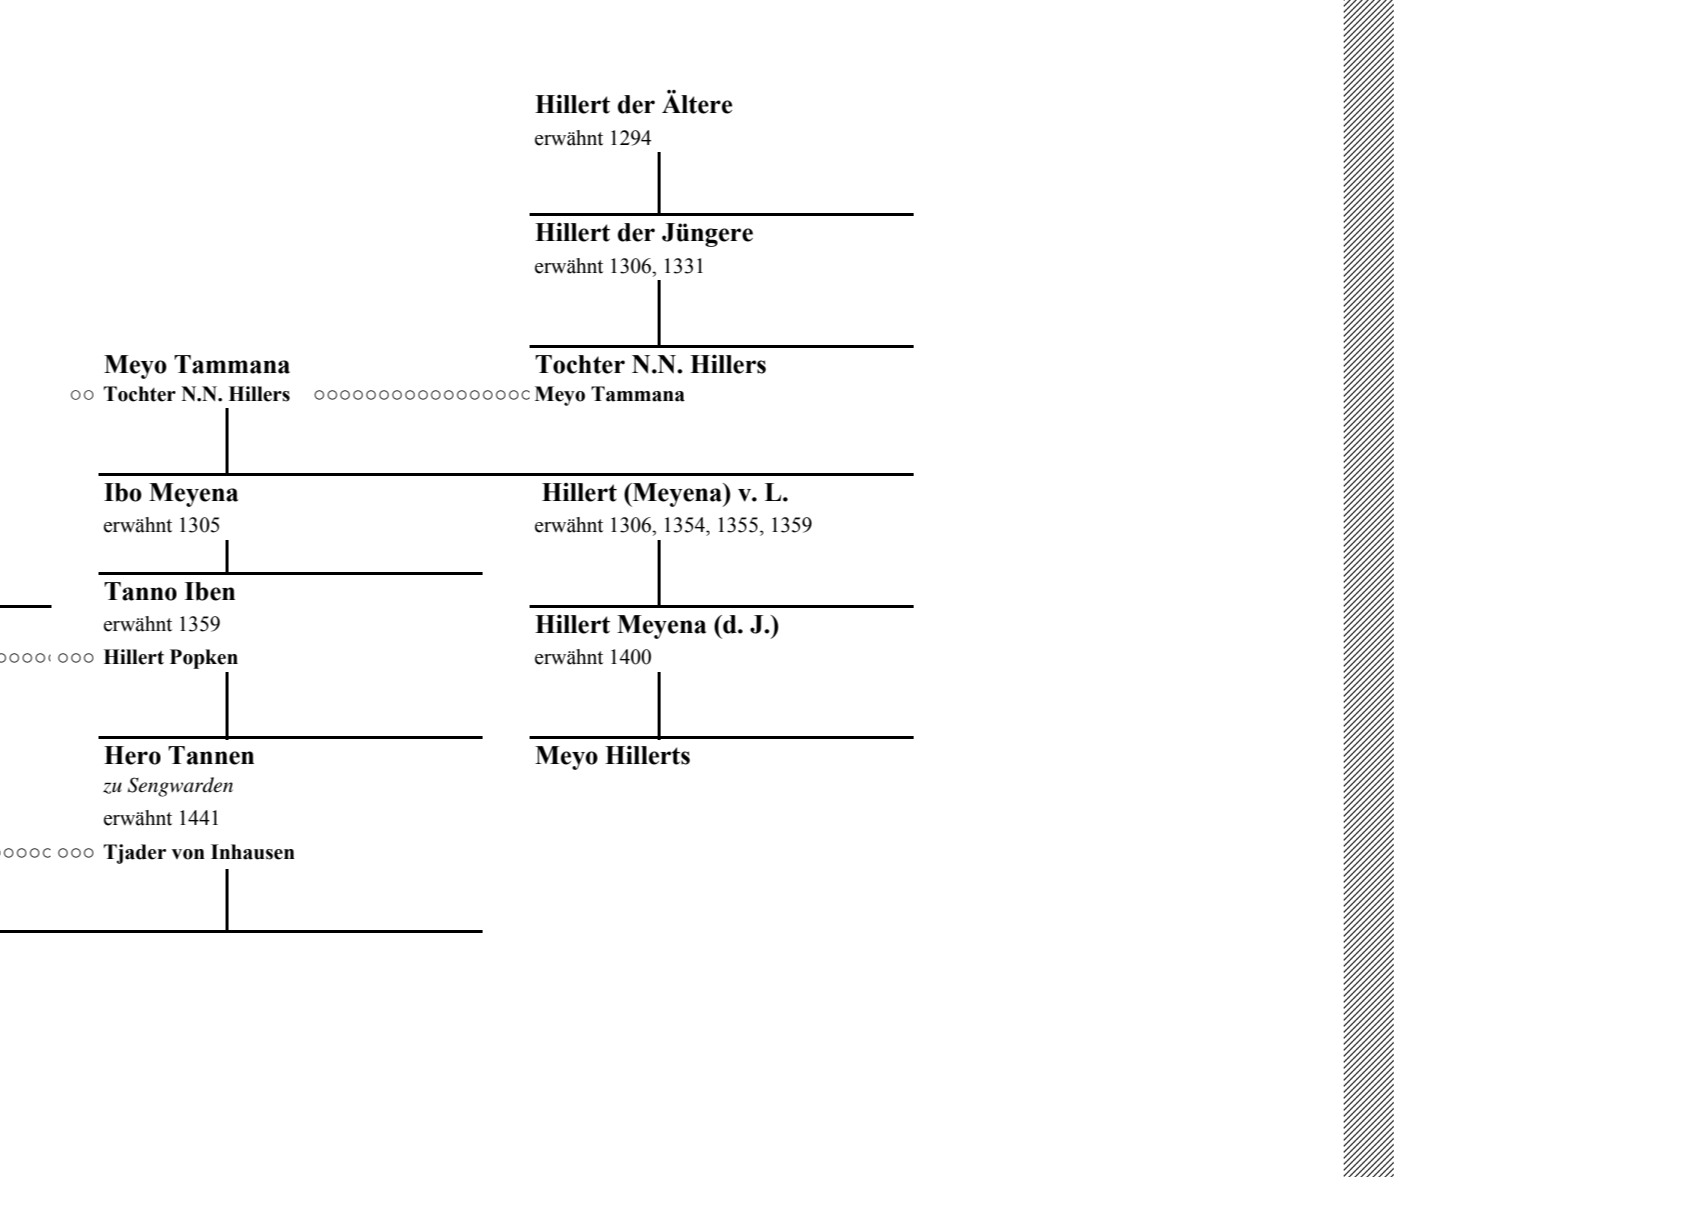 Hillert der Ältere
erwähnt 1294
Hillert der Jüngere
erwähnt 1306, 1331
Meyo Tammana
Tochter N.N. Hillers
Tochter N.N. Hillers
Meyo Tammana
Ibo Meyena
erwähnt 1305
Hillert (Meyena) v. L.
erwähnt 1306, 1354, 1355, 1359
Tanno Iben
erwähnt 1359
Hillert Popken
Hillert Meyena (d. J.)
erwähnt 1400
Hero Tannen
zu Sengwarden
erwähnt 1441
Tjader von Inhausen
Meyo Hillerts